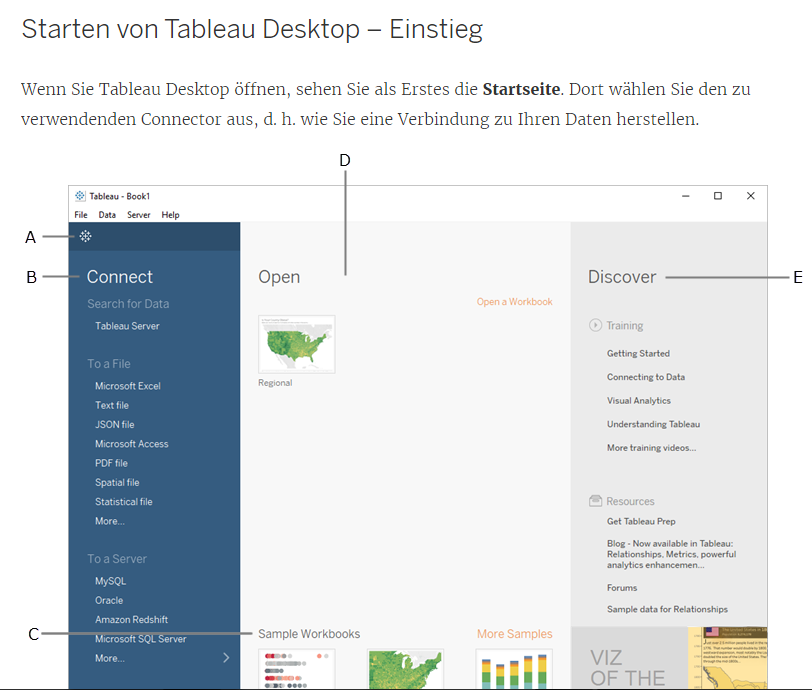 Starten von Tableau Desktop – Einstieg
Wenn Sie Tableau Desktop öffnen, sehen Sie als Erstes die Startseite. Dort wählen Sie den zu
verwendenden Connector aus, d. h. wie Sie eine Verbindung zu Ihren Daten herstellen.
D
Tableau - Book1
File Data Server Help
A
B
Connect
Search for Data
Tableau Server
To a File
Microsoft Excel
Text file
JSON file
Microsoft Access
PDF file
Spatial file
Statistical file
More...
To a Server
MySQL
Oracle
Amazon Redshift
Microsoft SQL Server
More...
Open
Open a Workbook
Regional
C
Sample Workbooks
More Samples
Discover
E
Training
Getting Started
Connecting to Data
Visual Analytics
Understanding Tableau
More training videos...
Resources
Get Tableau Prep
Blog - Now available in Tableau:
Relationships, Metrics, powerful
analytics enhancemen...
Forums
Sample data for Relationships
VIZ
OF THE